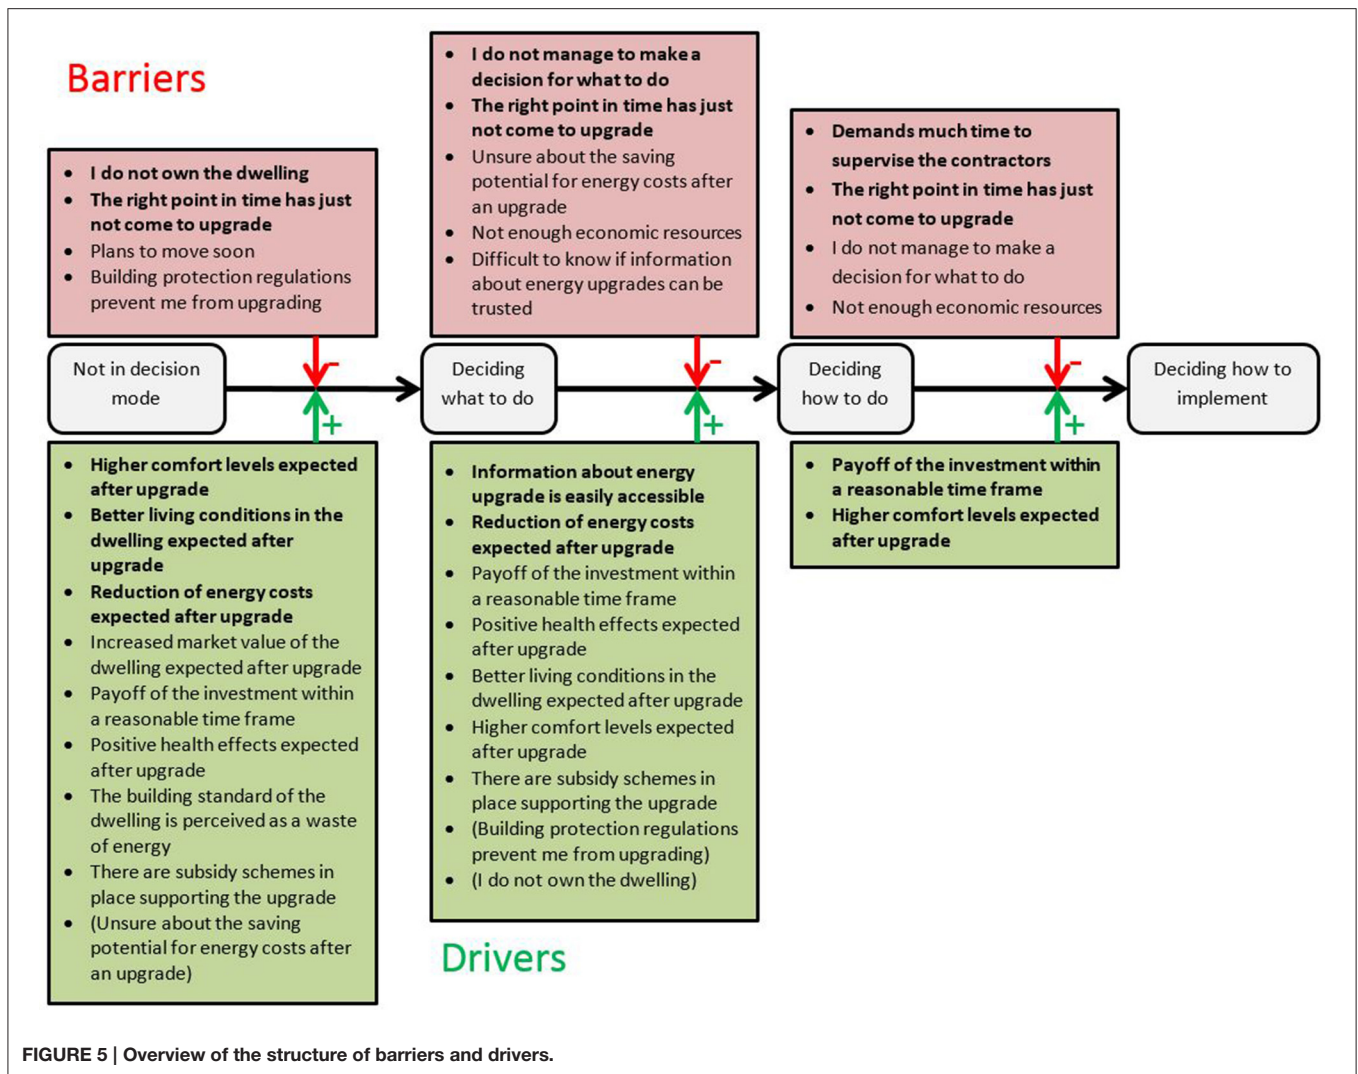 Barriers
• I do not own the dwelling
• The right point in time has just
not come to upgrade
• Plans to move soon
• Building protection regulations
prevent me from upgrading
• I do not manage to make a
decision for what to do
• The right point in time has just
not come to upgrade
• Unsure about the saving
potential for energy costs after
an upgrade
• Not enough economic resources
• Difficult to know if information
about energy upgrades can be
trusted
• Demands much time to
supervise the contractors
• The right point in time has just
not come to upgrade
• I do not manage to make a
decision for what to do
• Not enough economic resources
Not in decision
mode
-
+
Deciding
what to do
-
+
Deciding
how to do
-
+
Deciding how to
implement
• Higher comfort levels expected
after upgrade
• Better living conditions in the
dwelling expected after
upgrade
• Reduction of energy costs
expected after upgrade
• Increased market value of the
dwelling expected after upgrade
• Payoff of the investment within
a reasonable time frame
• Positive health effects expected
after upgrade
• The building standard of the
dwelling is perceived as a waste
of energy
• There are subsidy schemes in
place supporting the upgrade
• (Unsure about the saving
potential for energy costs after
an upgrade)
• Information about energy
upgrade is easily accessible
• Reduction of energy costs
expected after upgrade
• Payoff of the investment within
a reasonable time frame
• Positive health effects expected
after upgrade
• Better living conditions in the
dwelling expected after upgrade
• Higher comfort levels expected
after upgrade
• There are subsidy schemes in
place supporting the upgrade
• (Building protection regulations
prevent me from upgrading)
• (I do not own the dwelling)
• Payoff of the investment within
a reasonable time frame
• Higher comfort levels expected
after upgrade
Drivers
FIGURE 5 | Overview of the structure of barriers and drivers.